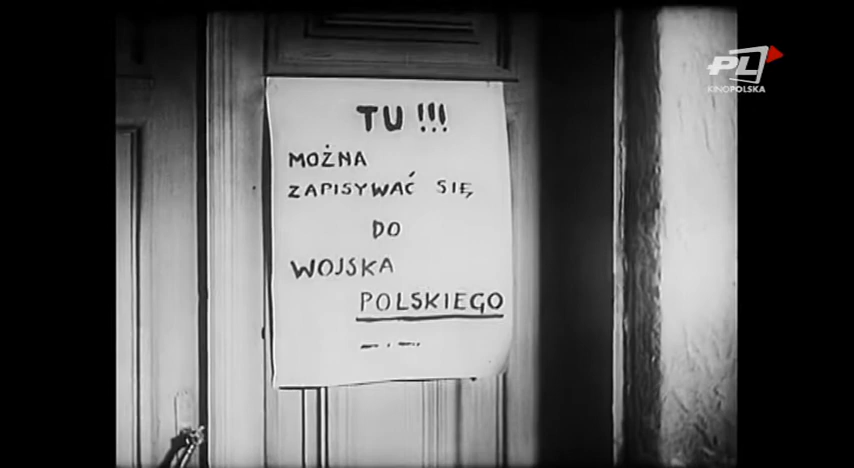 PL
KINOPOLSKA
TU !!!
MOŻNA
ZAPISYWAĆ SIĘ
DO
WOJSKA
POLSKIEGO